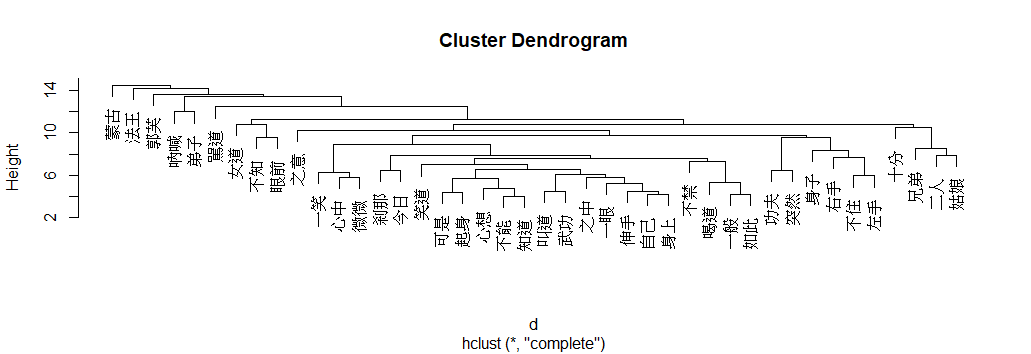 Cluster Dendrogram
Height
2
6
10
14
蒙古
法王
郭芙
吶喊
弟子
罵道
女道
不知
眼前
之意
一笑
心中
微微
剎那
今日
笑道
可是
起身
心想
不能
知道
叫道
武功
之中
一眼
伸手
自己
身上
不禁
喝道
一般
如此
功夫
突然
身子
右手
不住
左手
十分
兄弟
二人
姑娘
d
hclust (*, "complete")